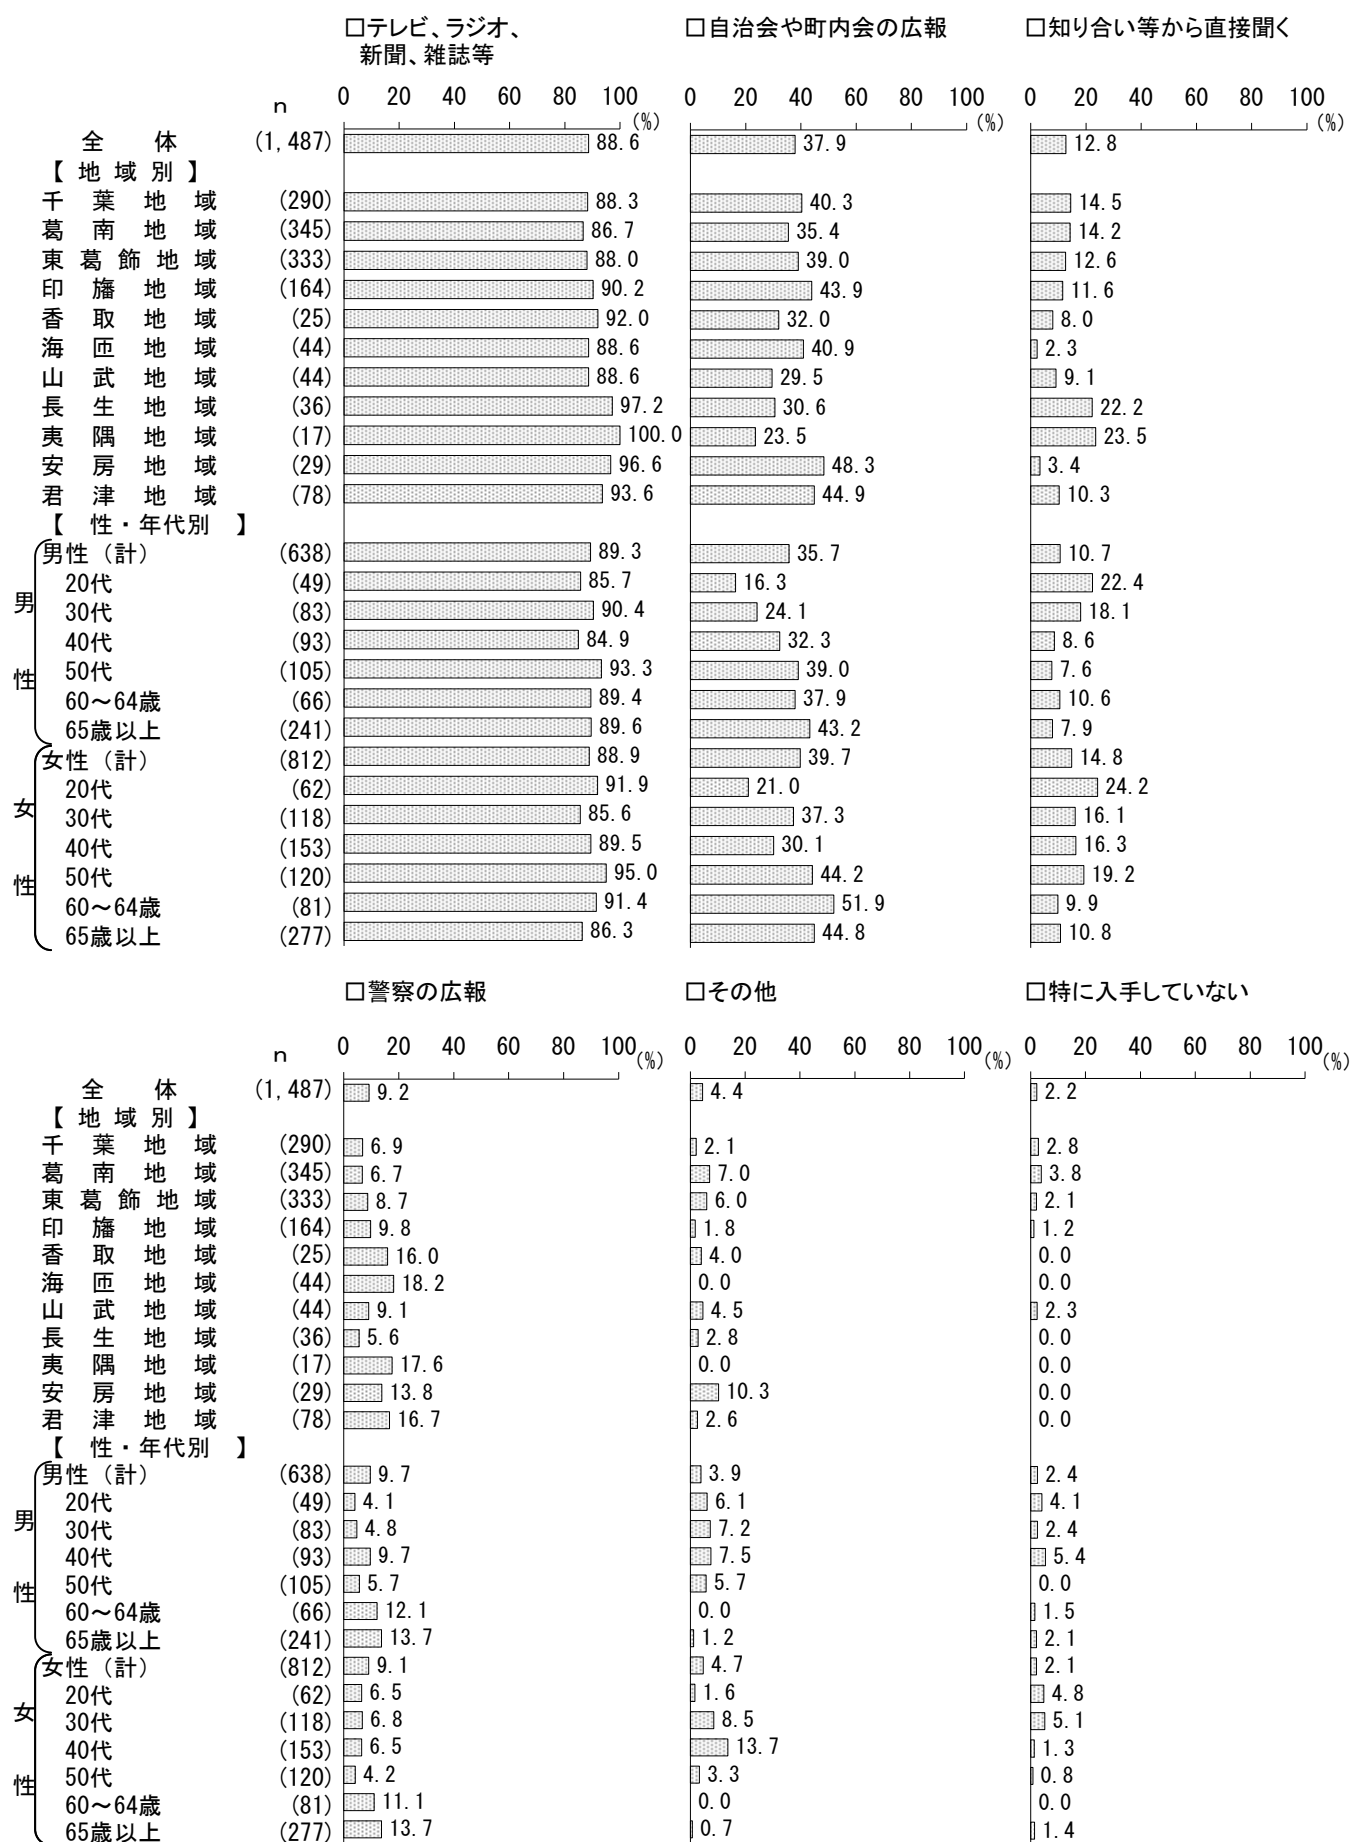 □テレビ、ラジオ、 □自治会や町内会の広報 □知り合い等から直接聞く
新聞、雑誌等
n 0 20 40 60 80 100 0 20 40 60 80 100 0 20 40 60 80 100
(%) (%) (%)
全体 (1,487) 88.6 37.9 12.8
【地域別】
千葉地域 (290) 88.3 40.3 14.5
葛南地域 (345) 86.7 35.4 14.2
東葛飾地域 (333) 88.0 39.0 12.6
印旛地域 (164) 90.2 43.9 11.6
香取地域 (25) 92.0 32.0 8.0
海匝地域 (44) 88.6 40.9 2.3
山武地域 (44) 88.6 29.5 9.1
長生地域 (36) 97.2 30.6 22.2
夷隅地域 (17) 100.0 23.5 23.5
安房地域 (29) 96.6 48.3 3.4
君津地域 (78) 93.6 44.9 10.3
【性・年代別】
男性（計） (638) 89.3 35.7 10.7
20代 (49) 85.7 16.3 22.4
男 30代 (83) 90.4 24.1 18.1
40代 (93) 84.9 32.3 8.6
性 50代 (105) 93.3 39.0 7.6
60～64歳 (66) 89.4 37.9 10.6
65歳以上 (241) 89.6 43.2 7.9
女性（計） (812) 88.9 39.7 14.8
20代 (62) 91.9 21.0 24.2
女 30代 (118) 85.6 37.3 16.1
40代 (153) 89.5 30.1 16.3
性 50代 (120) 95.0 44.2 19.2
60～64歳 (81) 91.4 51.9 9.9
65歳以上 (277) 86.3 44.8 10.8
□警察の広報 □その他 □特に入手していない
n 0 20 40 60 80 100 0 20 40 60 80 100 0 20 40 60 80 100
(%) (%) (%)
全体 (1,487) 9.2 4.4 2.2
【地域別】
千葉地域 (290) 6.9 2.1 2.8
葛南地域 (345) 6.7 7.0 3.8
東葛飾地域 (333) 8.7 6.0 2.1
印旛地域 (164) 9.8 1.8 1.2
香取地域 (25) 16.0 4.0 0.0
海匝地域 (44) 18.2 0.0 0.0
山武地域 (44) 9.1 4.5 2.3
長生地域 (36) 5.6 2.8 0.0
夷隅地域 (17) 17.6 0.0 0.0
安房地域 (29) 13.8 10.3 0.0
君津地域 (78) 16.7 2.6 0.0
【性・年代別】
男性（計） (638) 9.7 3.9 2.4
20代 (49) 4.1 6.1 4.1
男 30代 (83) 4.8 7.2 2.4
40代 (93) 9.7 7.5 5.4
性 50代 (105) 5.7 5.7 0.0
60～64歳 (66) 12.1 0.0 1.5
65歳以上 (241) 13.7 1.2 2.1
女性（計） (812) 9.1 4.7 2.1
20代 (62) 6.5 1.6 4.8
女 30代 (118) 6.8 8.5 5.1
40代 (153) 6.5 13.7 1.3
性 50代 (120) 4.2 3.3 0.8
60～64歳 (81) 11.1 0.0 0.0
65歳以上 (277) 13.7 0.7 1.4